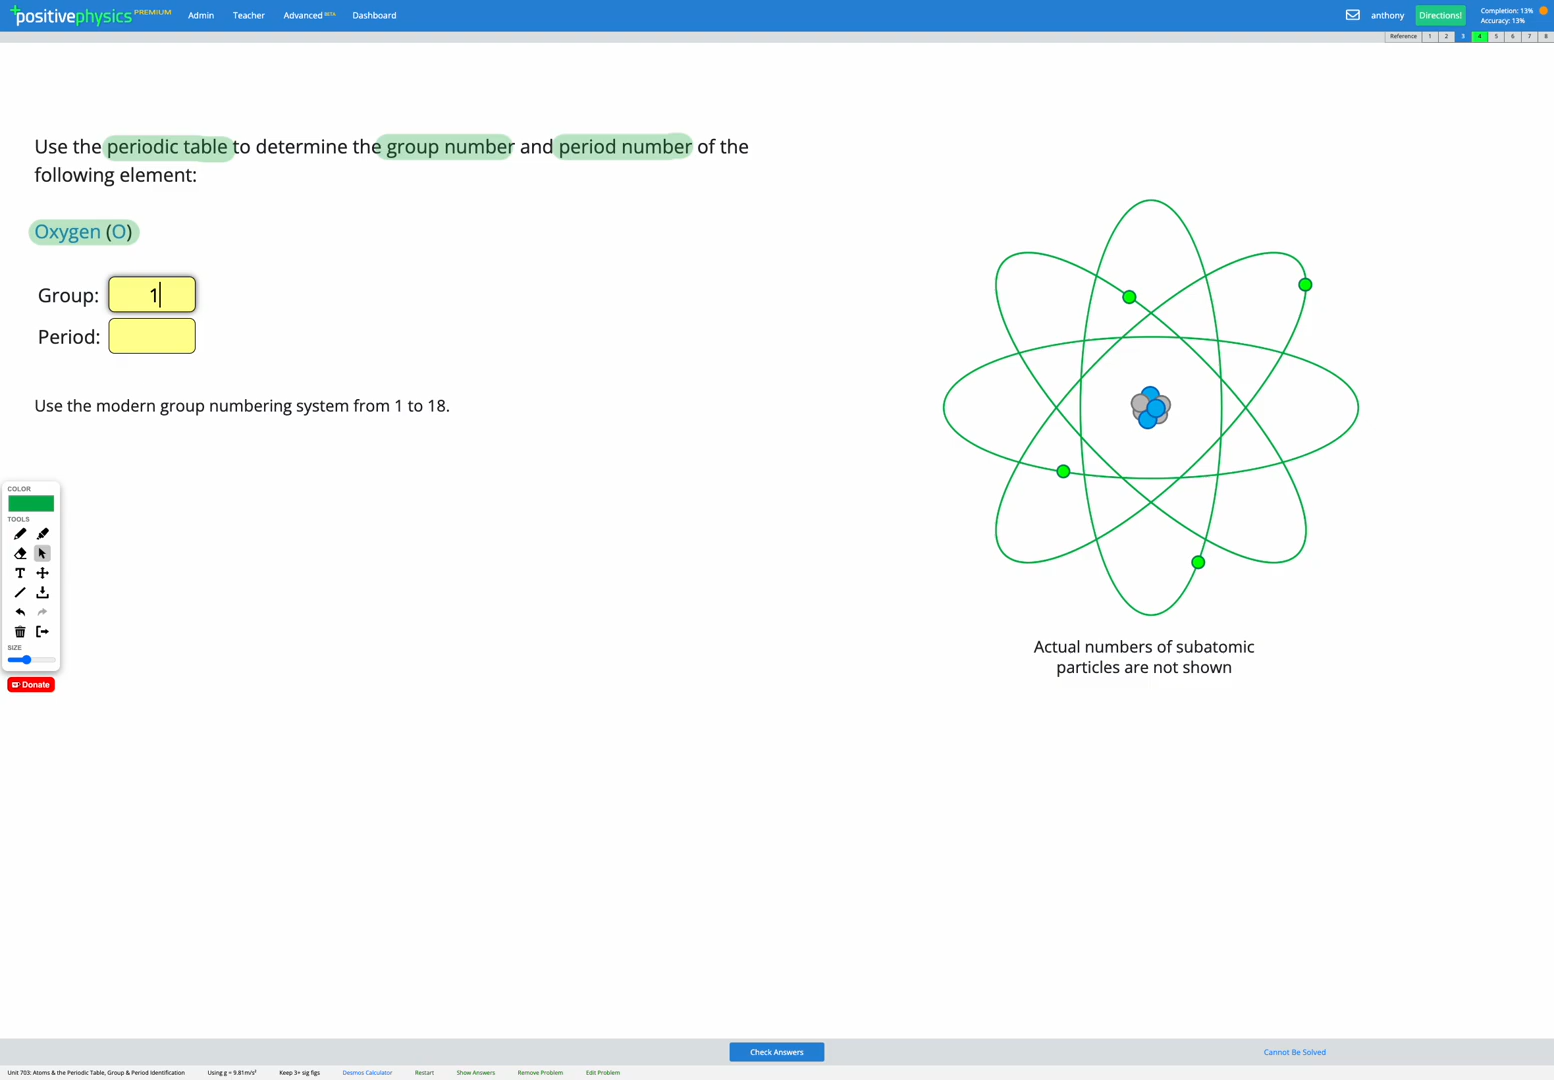 +positivephysics PREMIUM Admin Teacher Advanced BETA Dashboard anthony Directions! Completion: 13%
Accuracy: 13%
Reference 1 2 3 4 5 6 7 8
Use the periodic table to determine the group number and period number of the
following element:
Oxygen (O)
Group: 1
Period:
Use the modern group numbering system from 1 to 18.
COLOR
TOOLS
T
SIZE
Donate
Actual numbers of subatomic
particles are not shown
Check Answers Cannot Be Solved
Unit 703: Atoms & the Periodic Table, Group & Period Identification Using g = 9.81m/s² Keep 3+ sig figs Desmos Calculator Restart Show Answers Remove Problem Edit Problem